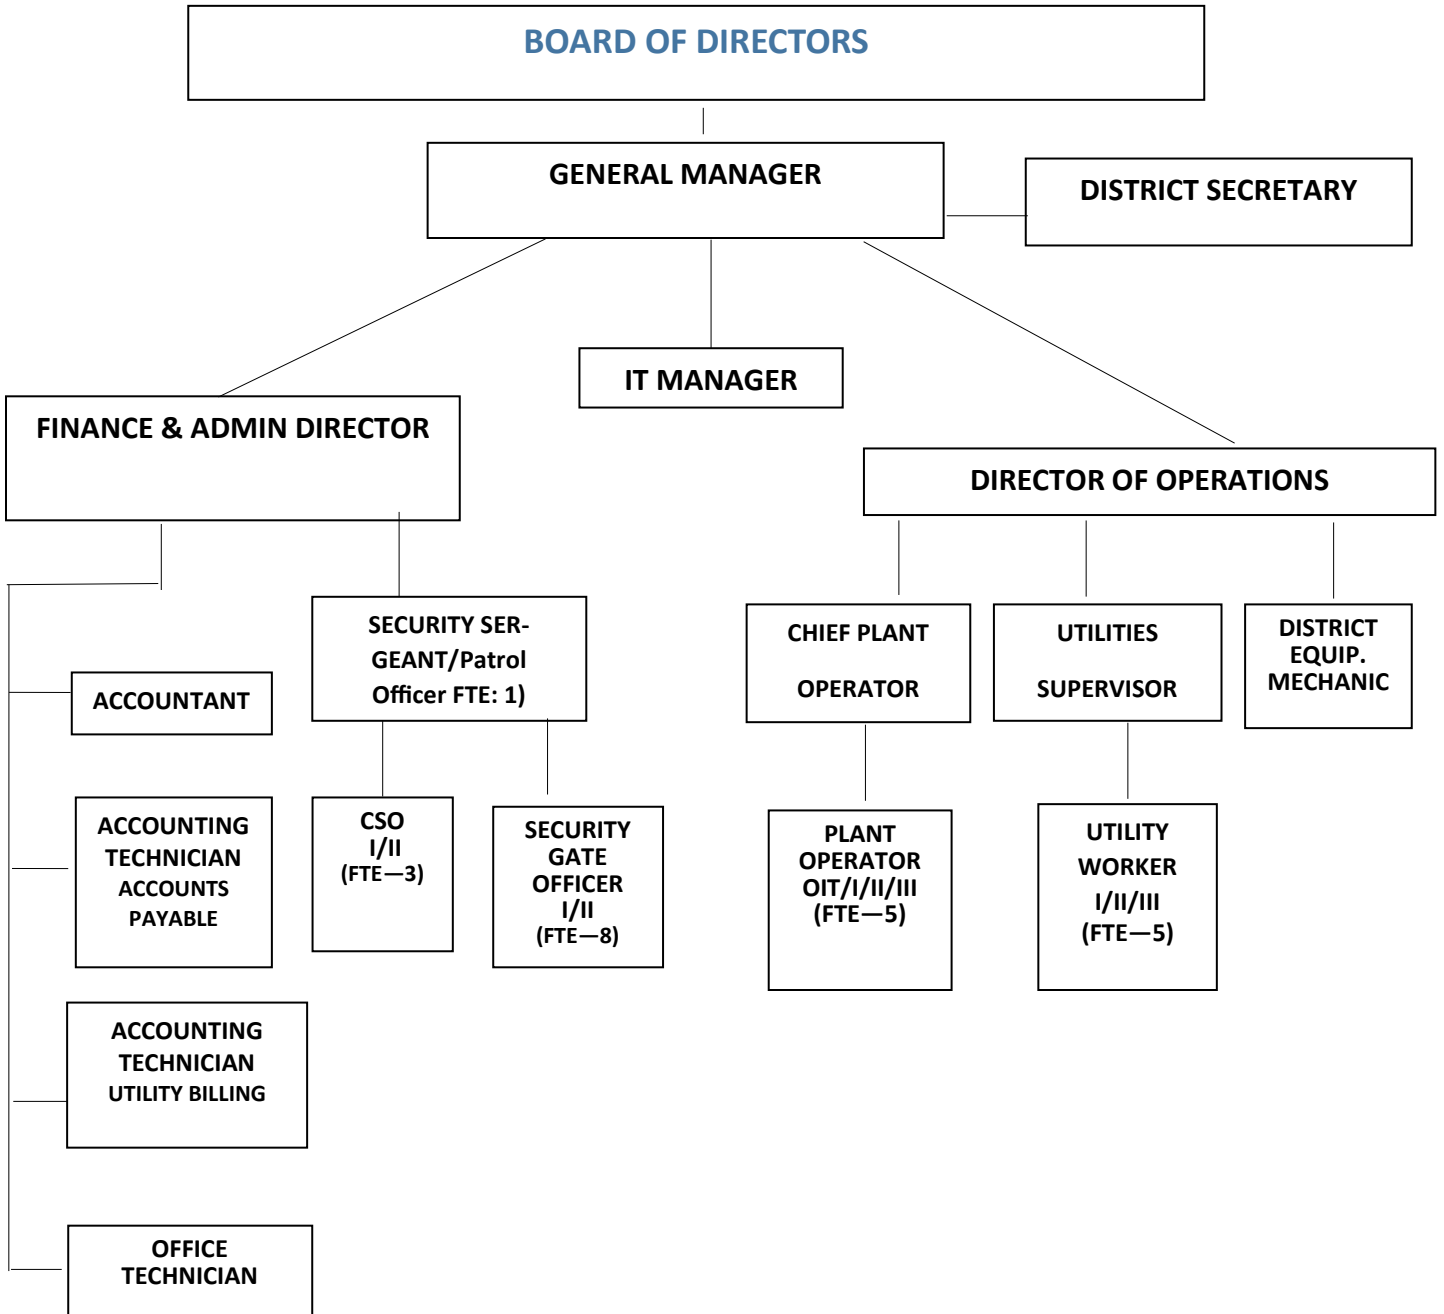 BOARD OF DIRECTORS
GENERAL MANAGER
DISTRICT SECRETARY
IT MANAGER
FINANCE & ADMIN DIRECTOR
DIRECTOR OF OPERATIONS
SECURITY SER-
GEANT/Patrol
Officer FTE: 1)
CHIEF PLANT
OPERATOR
UTILITIES
SUPERVISOR
DISTRICT
EQUIP.
MECHANIC
ACCOUNTANT
ACCOUNTING
TECHNICIAN
ACCOUNTS
PAYABLE
CSO
I/II
(FTE—3)
SECURITY
GATE
OFFICER
I/II
(FTE—8)
PLANT
OPERATOR
OIT/I/II/III
(FTE—5)
UTILITY
WORKER
I/II/III
(FTE—5)
ACCOUNTING
TECHNICIAN
UTILITY BILLING
OFFICE
TECHNICIAN